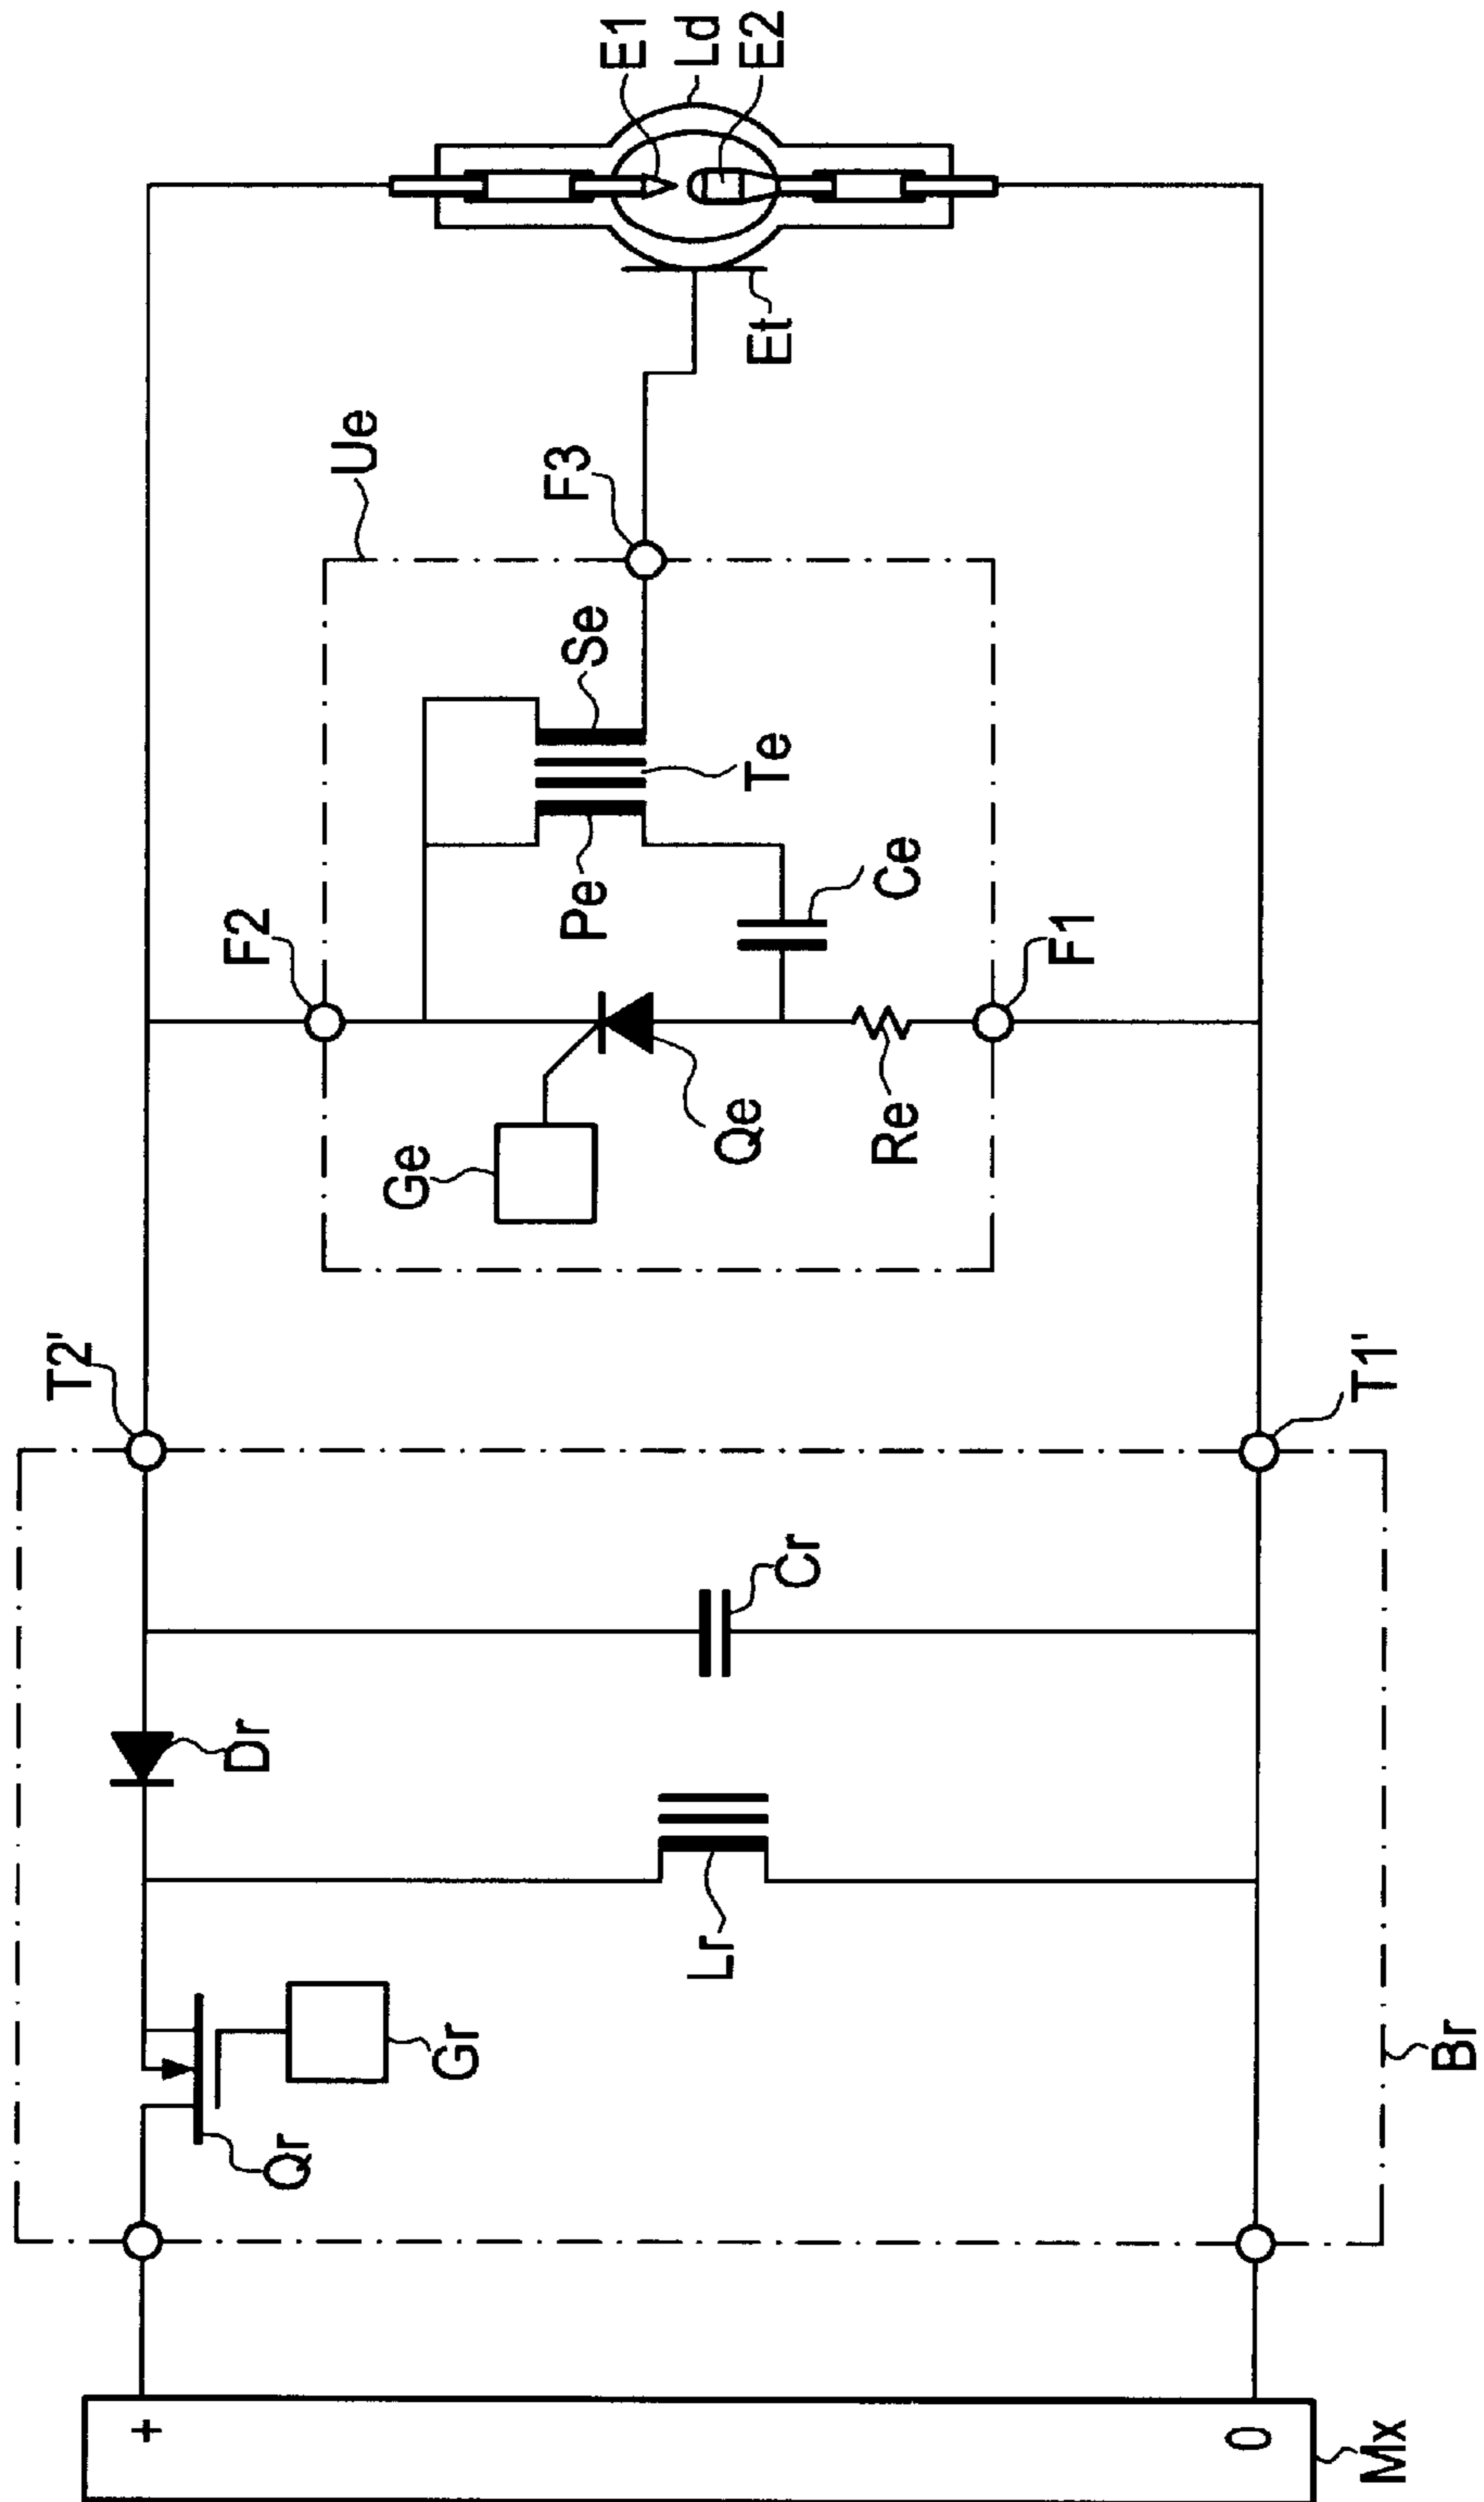 Mx
+
0
Br
Qr
Gr
Lr
Dr
Cr
T2'
T1'
Ge
Qe
Re
F2
F1
Pe
Ce
Te
Se
Ue
F3
Et
E1
Ld
E2